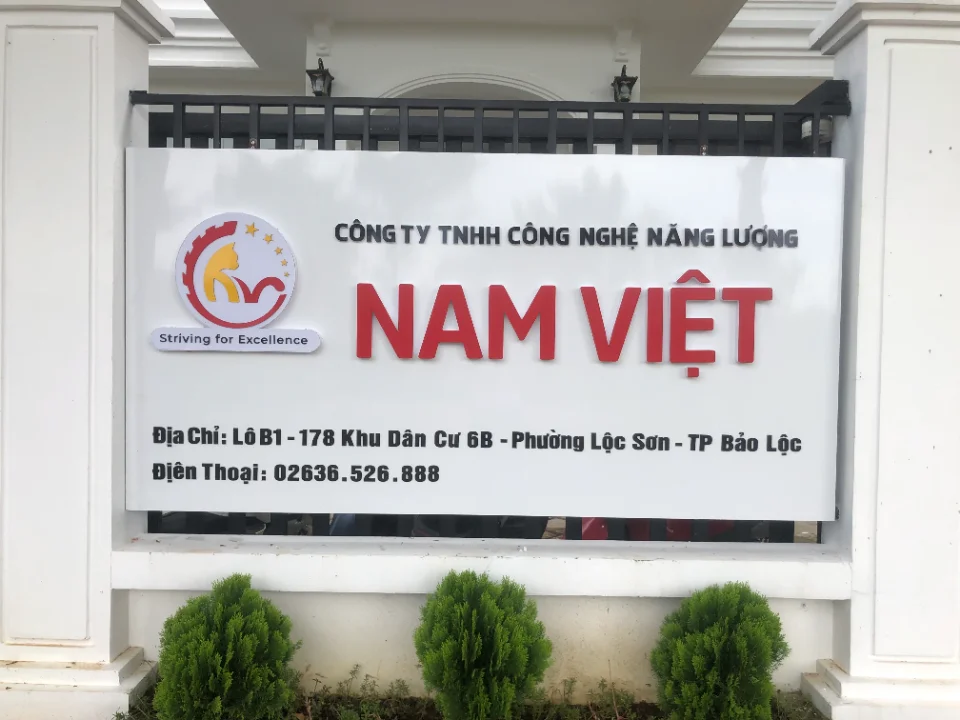 CÔNG TY TNHH CÔNG NGHỆ NĂNG LƯỢNG
NAM VIỆT
Striving for Excellence
Địa Chỉ: Lô B1 - 178 Khu Dân Cư 6B - Phường Lộc Sơn - TP Bảo Lộc
Điện Thoại: 02636.526.888